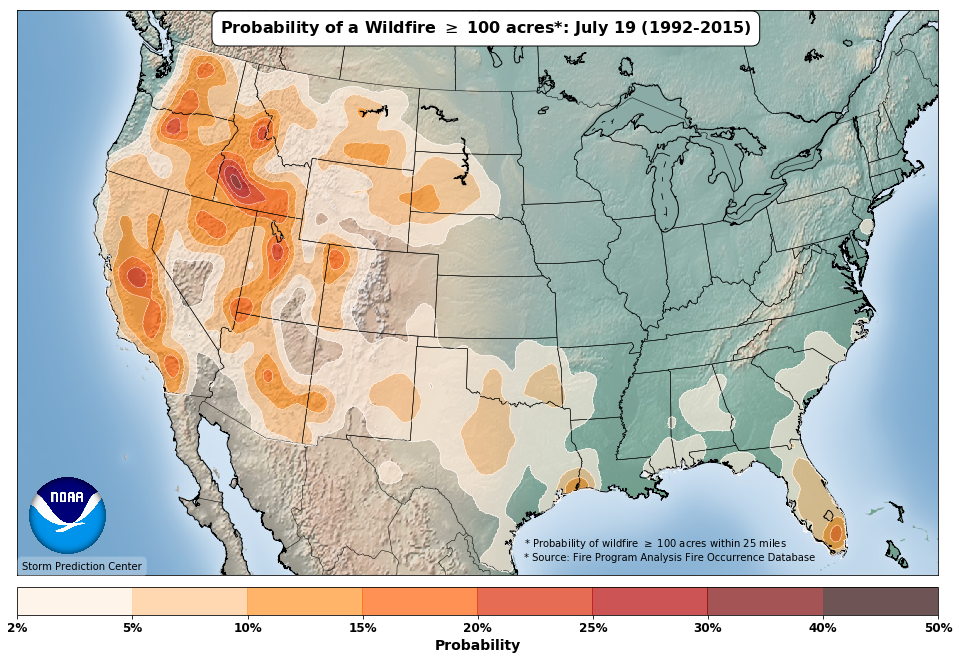 Probability of a Wildfire ≥ 100 acres*: July 19 (1992-2015)
NOAA
* Probability of wildfire ≥ 100 acres within 25 miles
* Source: Fire Program Analysis Fire Occurrence Database
Storm Prediction Center
2% 5% 10% 15% 20% 25% 30% 40% 50%
Probability